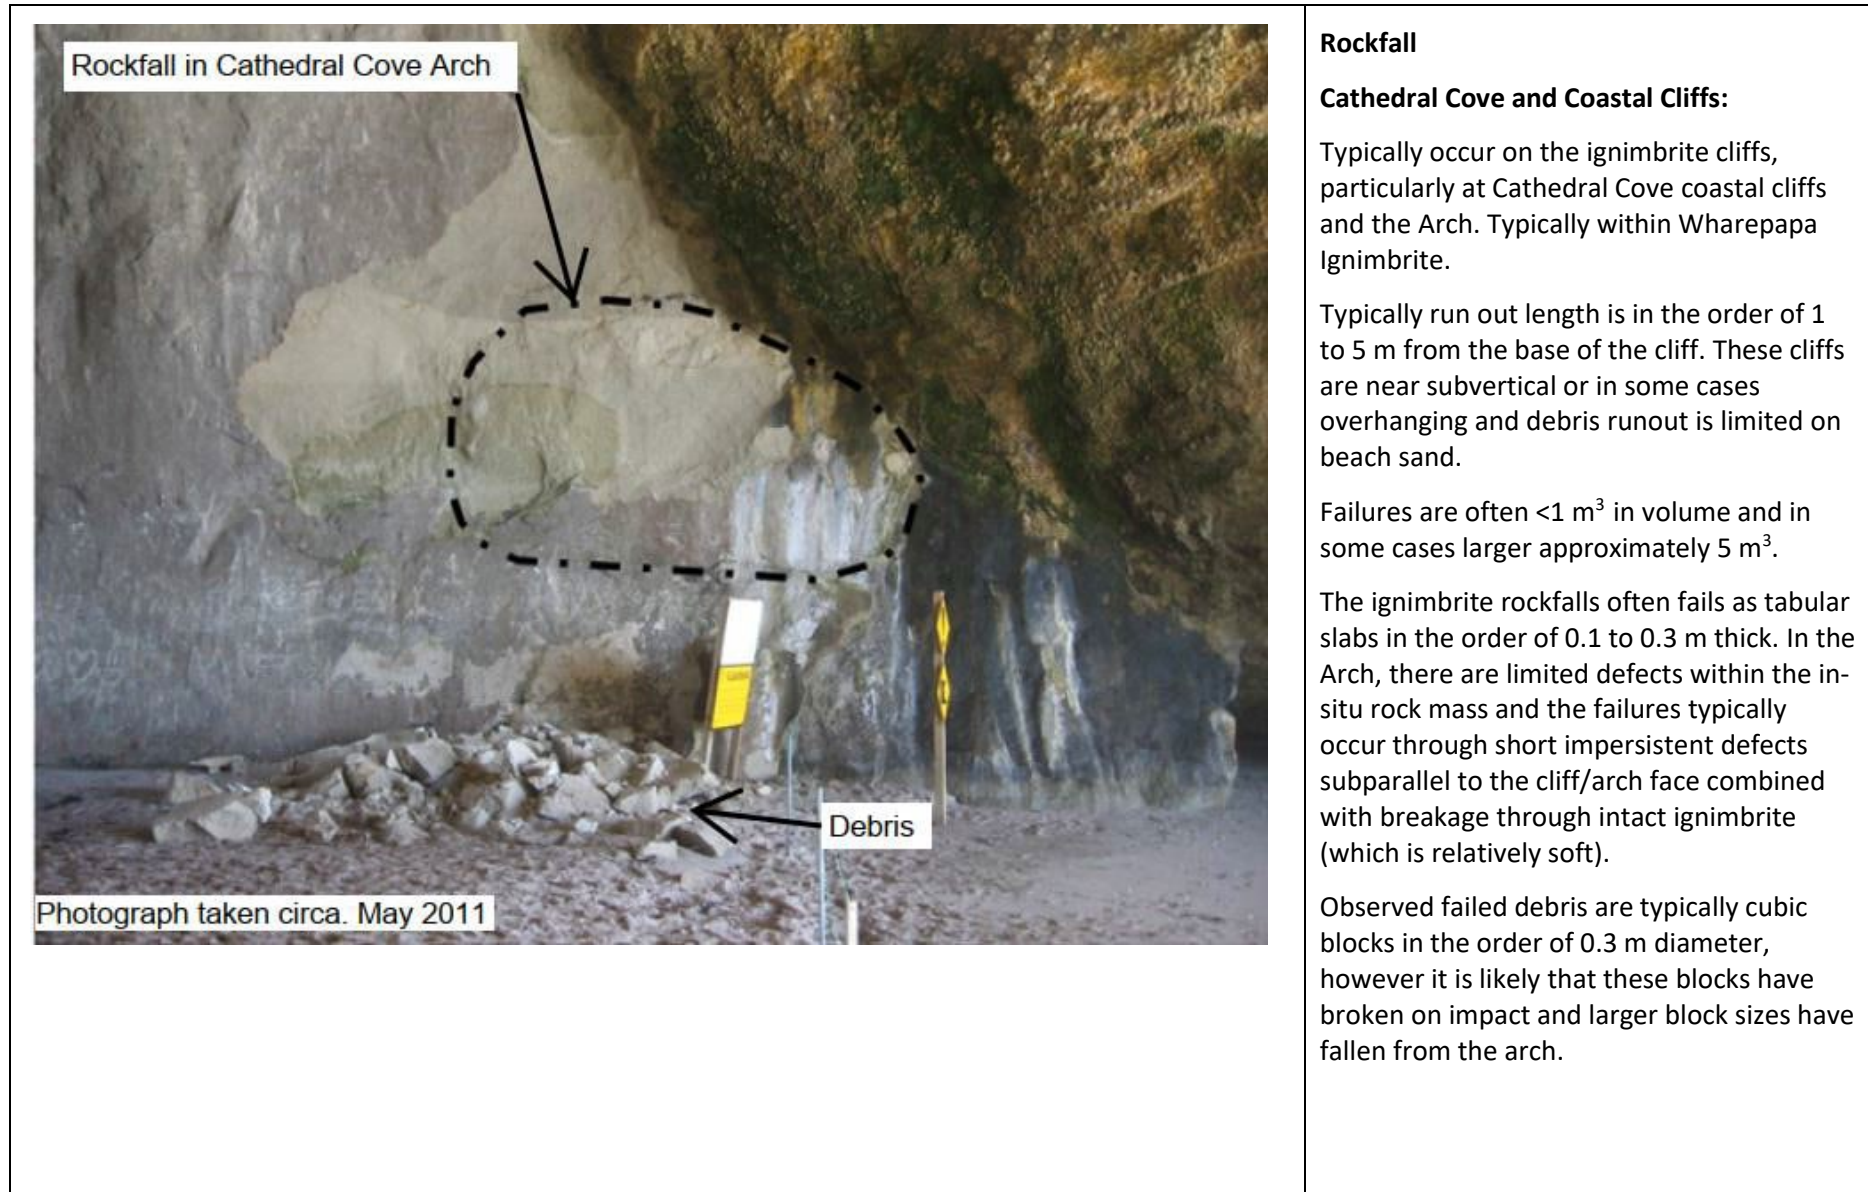 Rockfall in Cathedral Cove Arch
Debris
Photograph taken circa. May 2011
Rockfall
Cathedral Cove and Coastal Cliffs:
Typically occur on the ignimbrite cliffs,
particularly at Cathedral Cove coastal cliffs
and the Arch. Typically within Wharepapa
Ignimbrite.
Typically run out length is in the order of 1
to 5 m from the base of the cliff. These cliffs
are near subvertical or in some cases
overhanging and debris runout is limited on
beach sand.
Failures are often <1 m³ in volume and in
some cases larger approximately 5 m³.
The ignimbrite rockfalls often fails as tabular
slabs in the order of 0.1 to 0.3 m thick. In the
Arch, there are limited defects within the in-
situ rock mass and the failures typically
occur through short impersistent defects
subparallel to the cliff/arch face combined
with breakage through intact ignimbrite
(which is relatively soft).
Observed failed debris are typically cubic
blocks in the order of 0.3 m diameter,
however it is likely that these blocks have
broken on impact and larger block sizes have
fallen from the arch.